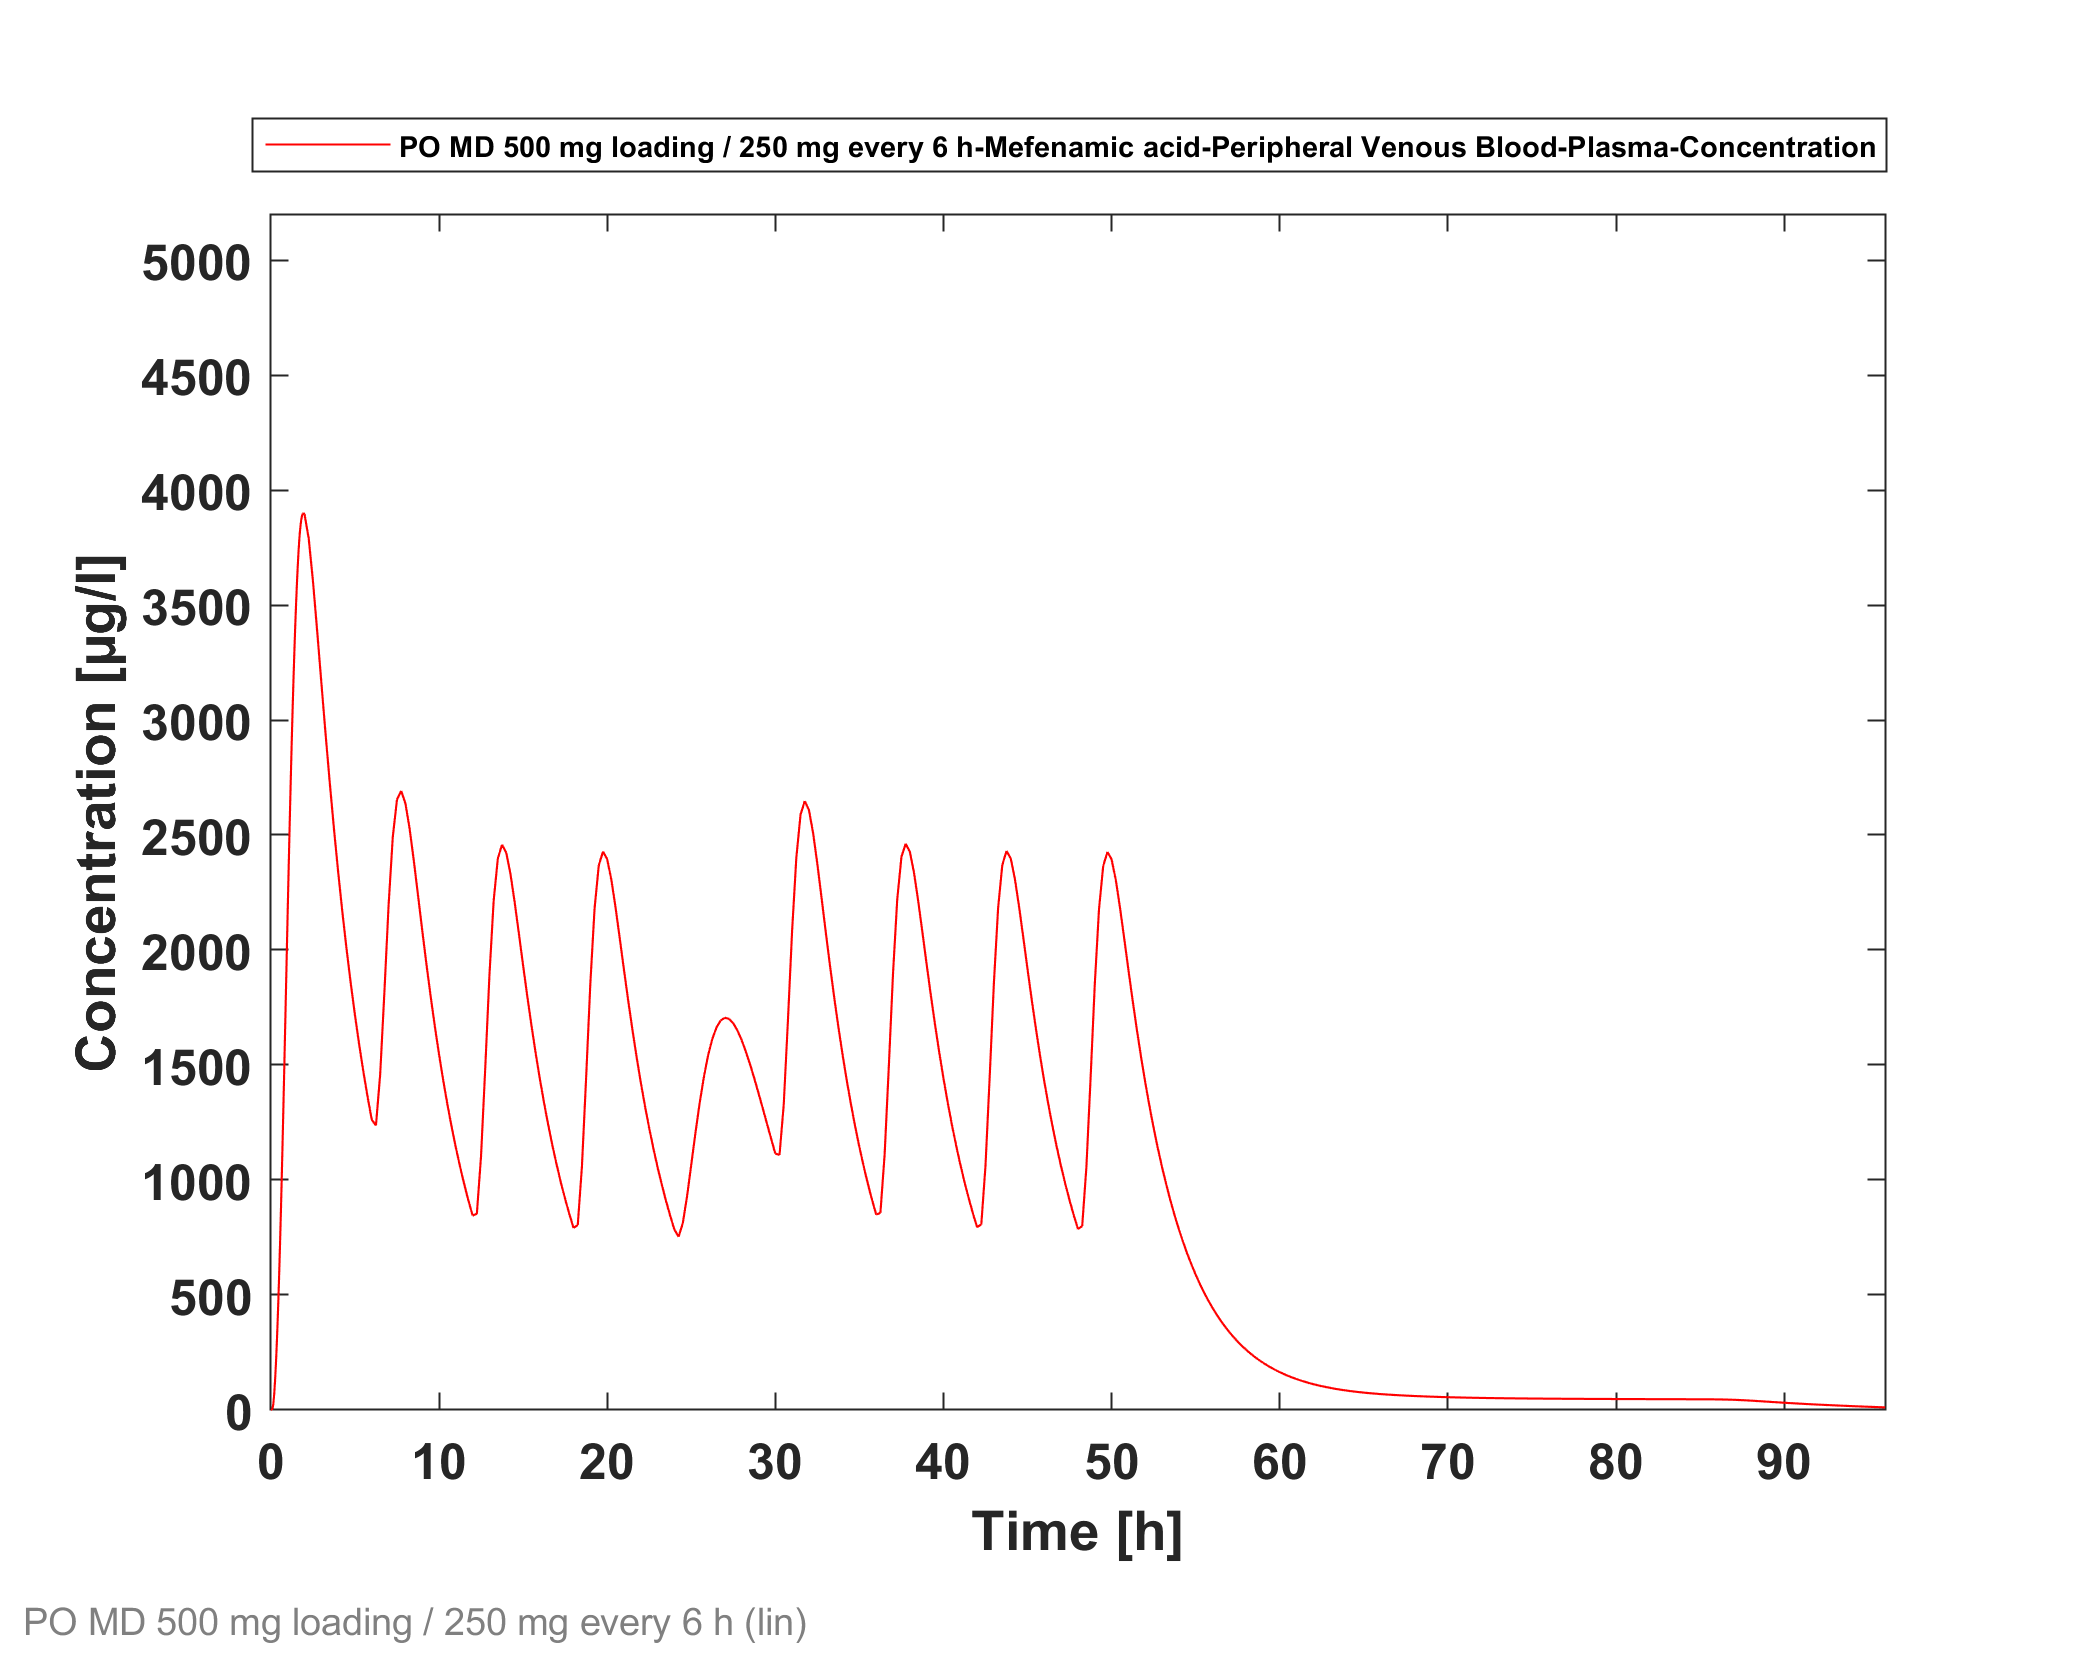 PO MD 500 mg loading / 250 mg every 6 h-Mefenamic acid-Peripheral Venous Blood-Plasma-Concentration
5000
4500
4000
3500
3000
2500
2000
1500
1000
500
0
Concentration [µg/l]
0 10 20 30 40 50 60 70 80 90
Time [h]
PO MD 500 mg loading / 250 mg every 6 h (lin)